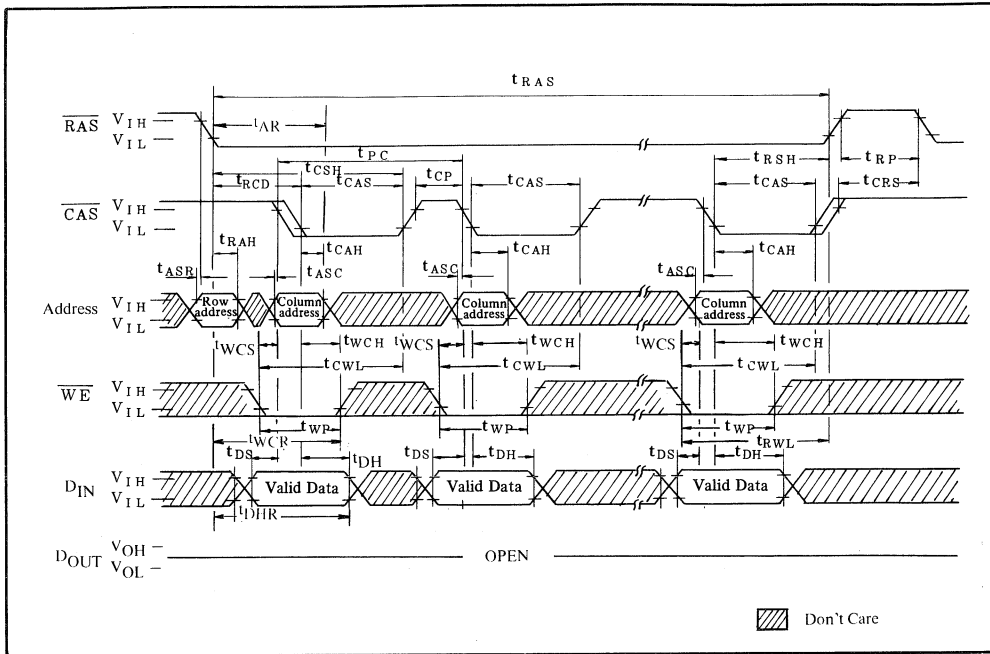 tRAS
RAS VIH
VIL
tAR
tPC
tCSH
tRCD tCAS tCP tCAS tRSH tRP
tCAS tCRS
CAS VIH
VIL
tRAH tCAH tCAH tCAH
tASR tASC tASC tASC
Address VIH
VIL
Row address
Column address
Column address
Column address
tWCS tWCH tWCS tWCH tWCS tWCH
tCWL tCWL tCWL
WE VIH
VIL
tWP tWP tWP
tWCR tRWL
tDS tDH tDS tDH tDS tDH
DIN VIH
VIL
Valid Data Valid Data Valid Data
tDHR
DOUT VOH
VOL
OPEN
Don't Care